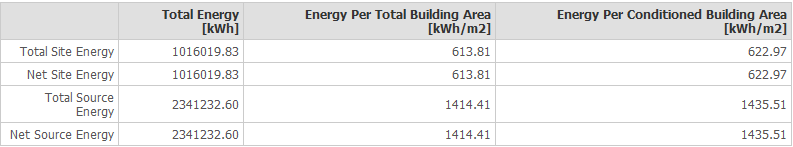 Total Energy [kWh] Energy Per Total Building Area [kWh/m2] Energy Per Conditioned Building Area [kWh/m2]
Total Site Energy 1016019.83 613.81 622.97
Net Site Energy 1016019.83 613.81 622.97
Total Source Energy 2341232.60 1414.41 1435.51
Net Source Energy 2341232.60 1414.41 1435.51